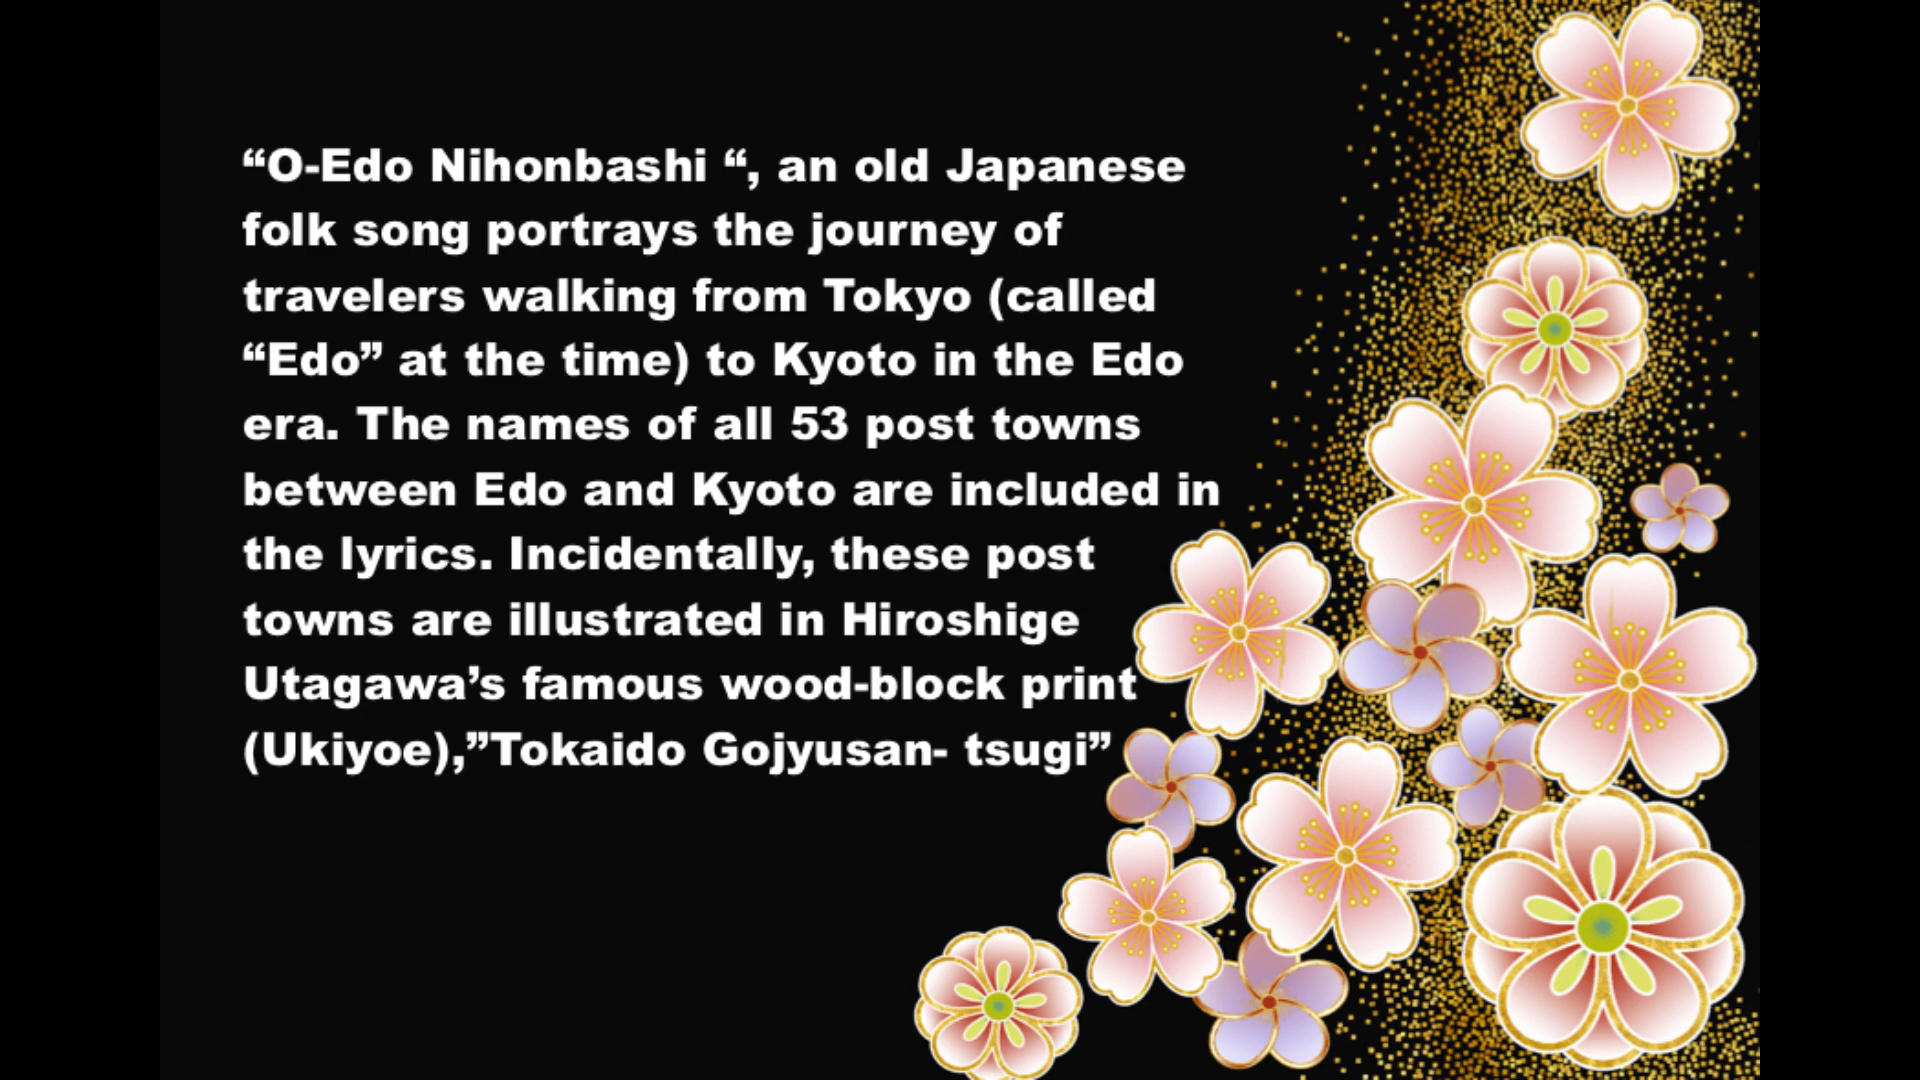 “O-Edo Nihonbashi “, an old Japanese
folk song portrays the journey of
travelers walking from Tokyo (called
“Edo” at the time) to Kyoto in the Edo
era. The names of all 53 post towns
between Edo and Kyoto are included in
the lyrics. Incidentally, these post
towns are illustrated in Hiroshige
Utagawa’s famous wood-block print
(Ukiyoe),”Tokaido Gojyusan- tsugi”